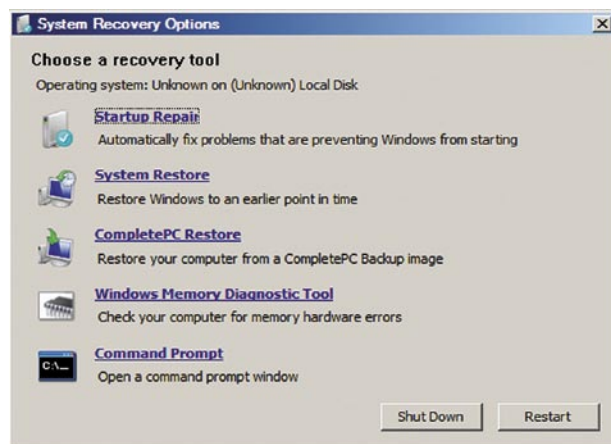 System Recovery Options
Choose a recovery tool
Operating system: Unknown on (Unknown) Local Disk
Startup Repair
Automatically fix problems that are preventing Windows from starting
System Restore
Restore Windows to an earlier point in time
CompletePC Restore
Restore your computer from a CompletePC Backup image
Windows Memory Diagnostic Tool
Check your computer for memory hardware errors
C:\_
Command Prompt
Open a command prompt window
Shut Down
Restart